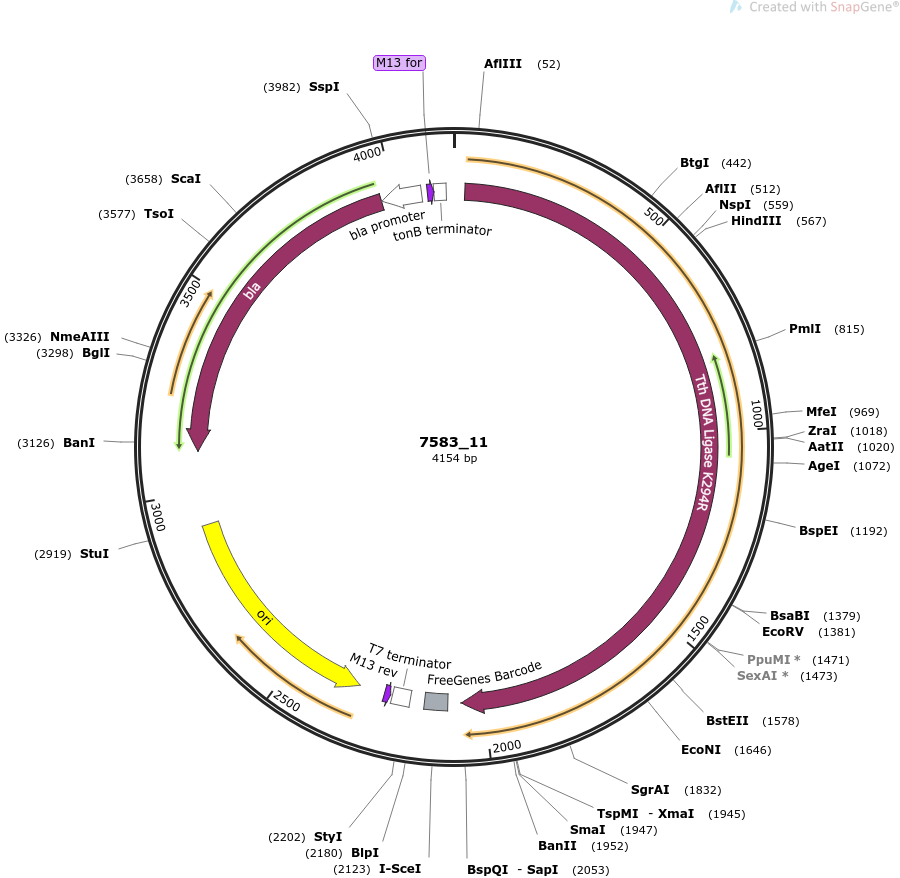 Created with SnapGene®
M13 for
AflIII (52)
(3982) SspI
4000
BtgI (442)
(3658) ScaI
AflII (512)
NspI (559)
500
(3577) TsoI
HindIII (567)
bla promoter
tonB terminator
3500
bla
(3326) NmeAIII
PmlI (815)
(3298) BglI
1000
MfeI (969)
ZraI (1018)
(3126) BanI
7583_11
AatII (1020)
4154 bp
Tth DNA Ligase K294R
AgeI (1072)
3000
BspEI (1192)
(2919) StuI
BsaBI (1379)
ori
EcoRV (1381)
1500
T7 terminator
PpuMI * (1471)
M13 rev
FreeGenes Barcode
SexAI * (1473)
2500
BstEII (1578)
2000
EcoNI (1646)
SgrAI (1832)
TspMI - XmaI (1945)
(2202) StyI
SmaI (1947)
BanII (1952)
(2180) BlpI
(2123) I-SceI
BspQI - SapI (2053)